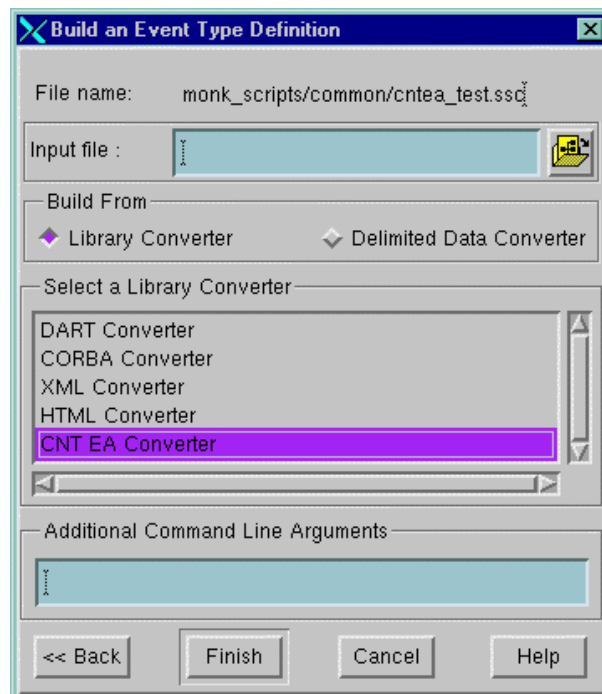 Build an Event Type Definition
File name: monk_scripts/common/cntea_test.ssc
Input file :
Build From
Library Converter Delimited Data Converter
Select a Library Converter
DART Converter
CORBA Converter
XML Converter
HTML Converter
CNT EA Converter
Additional Command Line Arguments
<< Back Finish Cancel Help